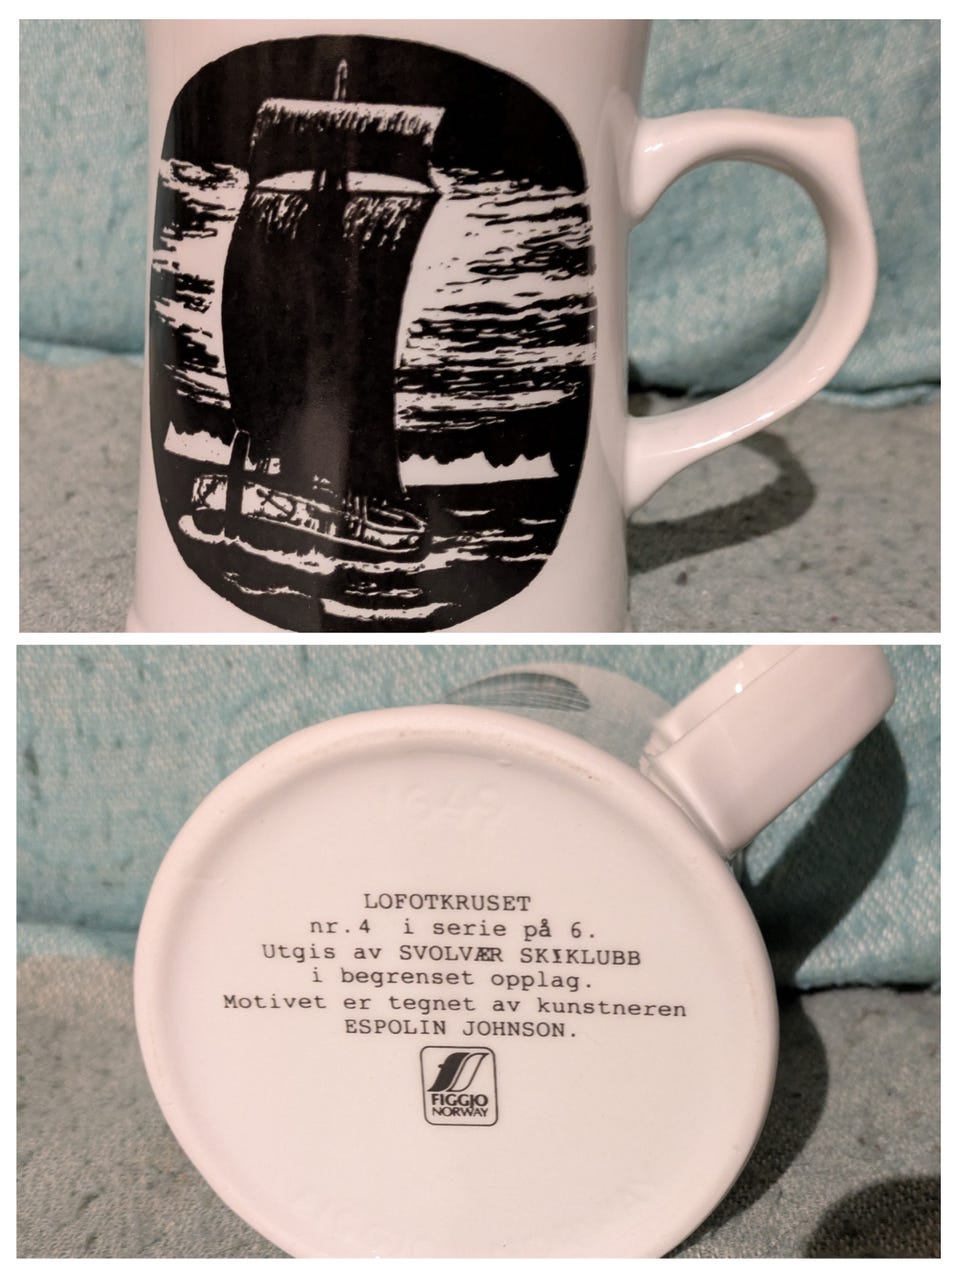 LOFOTKRUSET
nr.4 i serie på 6.
Utgis av SVOLVÆR SKIKLUBB
i begrenset opplag.
Motivet er tegnet av kunstneren
ESPOLIN JOHNSON.
FIGGJO
NORWAY